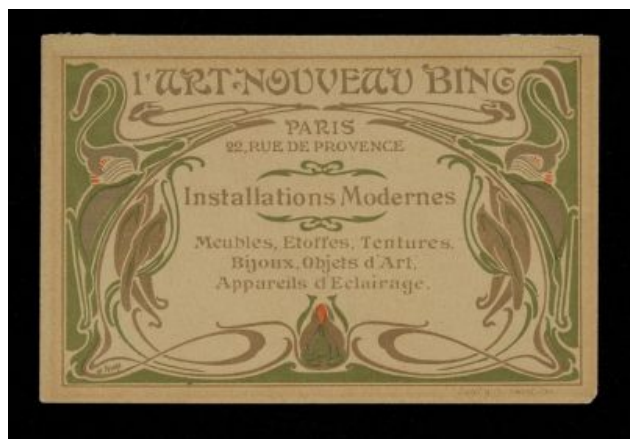 l'ART-NOUVEAU BING
PARIS
22, RUE DE PROVENCE
Installations Modernes
Meubles, Etoffes, Tentures.
Bijoux, Objets d'Art,
Appareils d'Eclairage.